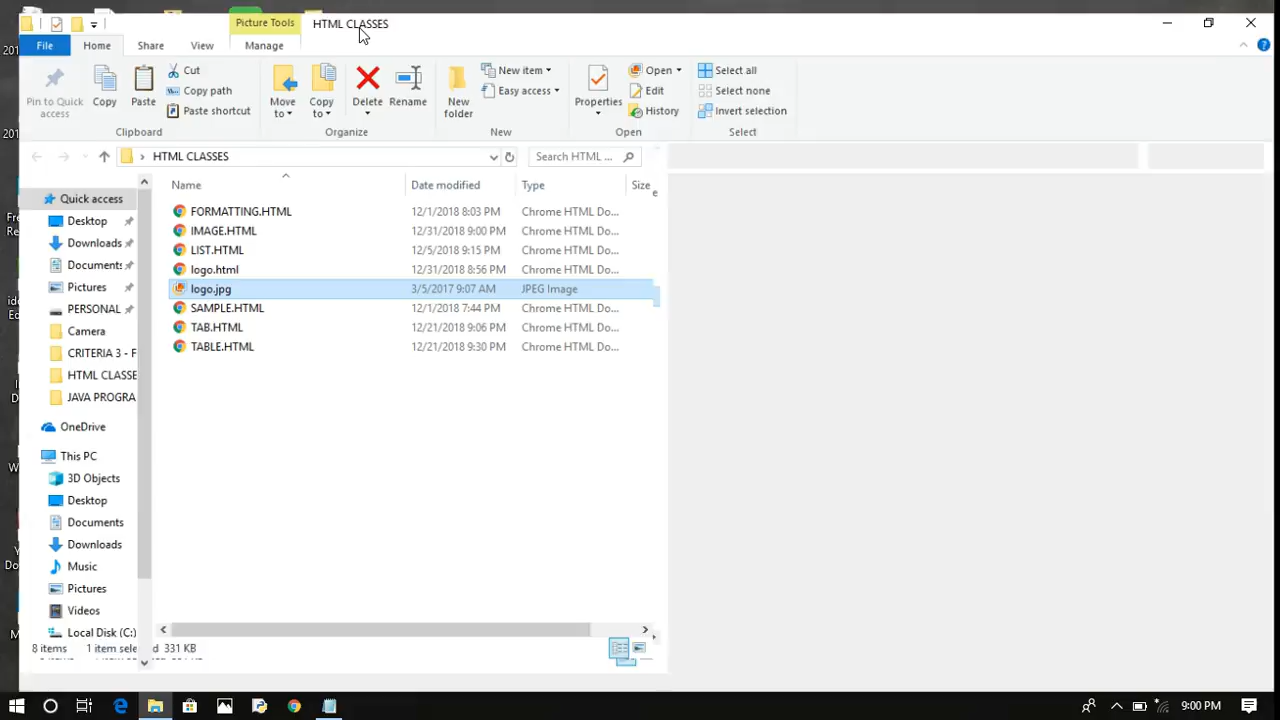 Picture Tools HTML CLASSES
File Home Share View Manage
Pin to Quick access
Copy
Paste
Cut
Copy path
Paste shortcut
Clipboard
Move to
Copy to
Delete
Rename
Organize
New folder
New item
Easy access
New
Properties
Open
Edit
History
Open
Select all
Select none
Invert selection
Select
HTML CLASSES
Search HTML ...
Quick access
Desktop
Downloads
Documents
Pictures
PERSONAL
Camera
CRITERIA 3 - F
HTML CLASSE
JAVA PROGRA
OneDrive
This PC
3D Objects
Desktop
Documents
Downloads
Music
Pictures
Videos
Local Disk (C:)
Name Date modified Type Size
FORMATTING.HTML 12/1/2018 8:03 PM Chrome HTML Do...
IMAGE.HTML 12/31/2018 9:00 PM Chrome HTML Do...
LIST.HTML 12/5/2018 9:15 PM Chrome HTML Do...
logo.html 12/31/2018 8:56 PM Chrome HTML Do...
logo.jpg 3/5/2017 9:07 AM JPEG Image
SAMPLE.HTML 12/1/2018 7:44 PM Chrome HTML Do...
TAB.HTML 12/21/2018 9:06 PM Chrome HTML Do...
TABLE.HTML 12/21/2018 9:30 PM Chrome HTML Do...
8 items 1 item selec d 331 KB
9:00 PM